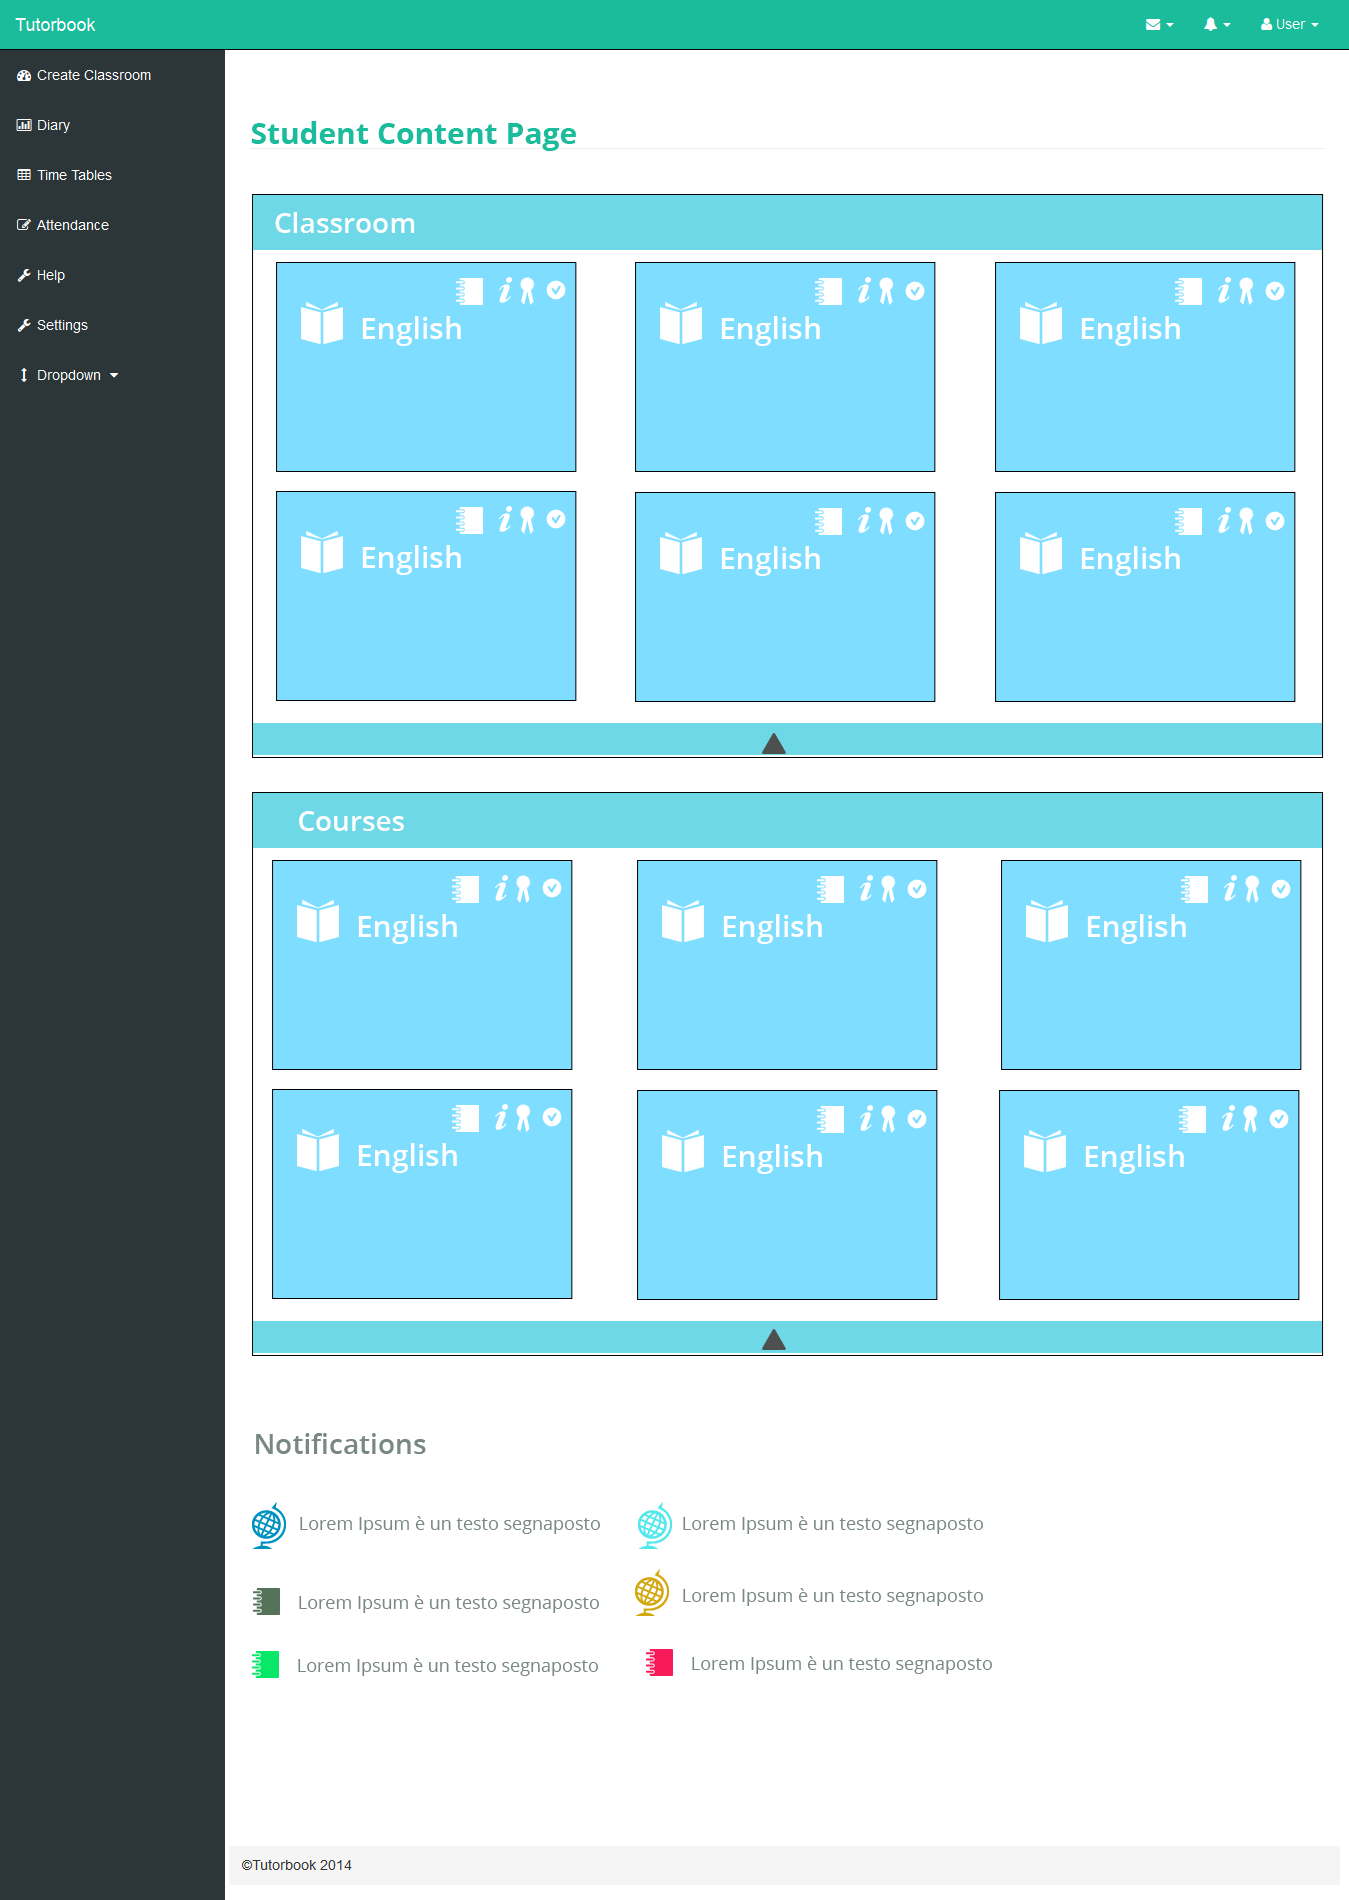 Tutorbook
User
Create Classroom
Diary
Time Tables
Attendance
Help
Settings
Dropdown
Student Content Page
Classroom
English
English
English
English
English
English
Courses
English
English
English
English
English
English
Notifications
Lorem Ipsum è un testo segnaposto
Lorem Ipsum è un testo segnaposto
Lorem Ipsum è un testo segnaposto
Lorem Ipsum è un testo segnaposto
Lorem Ipsum è un testo segnaposto
Lorem Ipsum è un testo segnaposto
©Tutorbook 2014